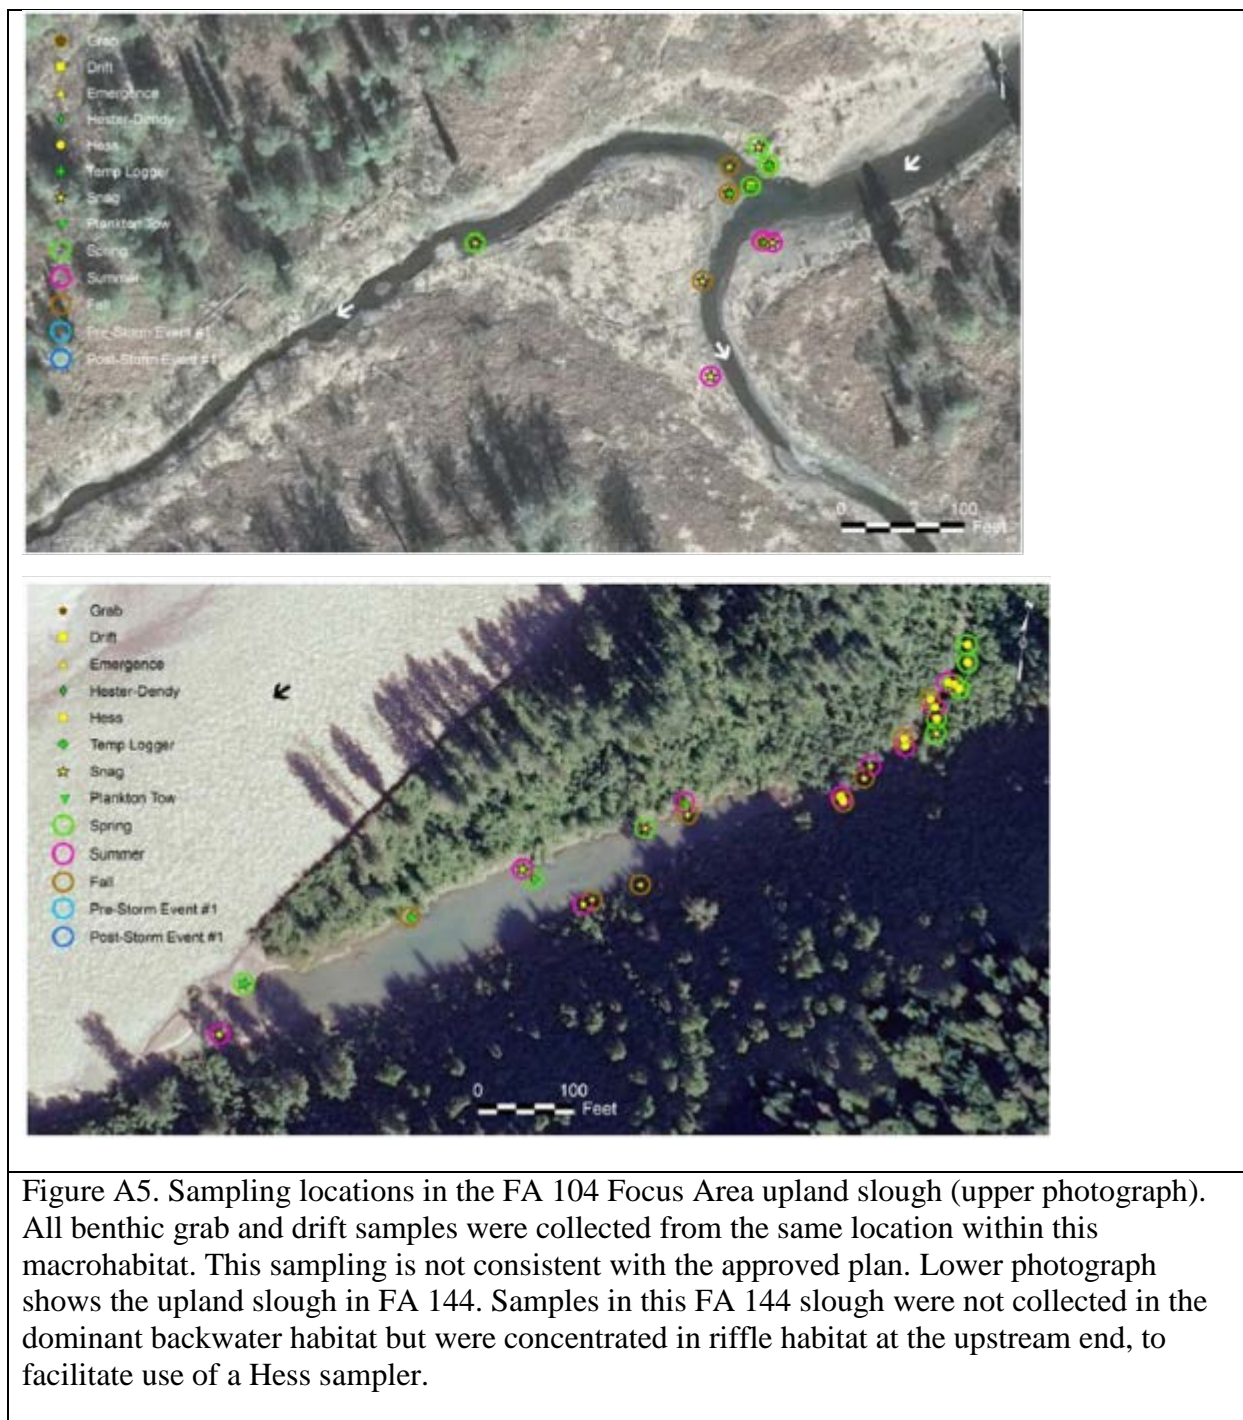 Grab
Drift
Emergence
Hester-Dendy
Hess
Temp Logger
Snag
Plankton Tow
Spring
Summer
Fall
Pre-Storm Event #1
Post-Storm Event #1
0 100
Feet
Grab
Drift
Emergence
Hester-Dendy
Hess
Temp Logger
Snag
Plankton Tow
Spring
Summer
Fall
Pre-Storm Event #1
Post-Storm Event #1
0 100
Feet
Figure A5. Sampling locations in the FA 104 Focus Area upland slough (upper photograph).
All benthic grab and drift samples were collected from the same location within this
macrohabitat. This sampling is not consistent with the approved plan. Lower photograph
shows the upland slough in FA 144. Samples in this FA 144 slough were not collected in the
dominant backwater habitat but were concentrated in riffle habitat at the upstream end, to
facilitate use of a Hess sampler.